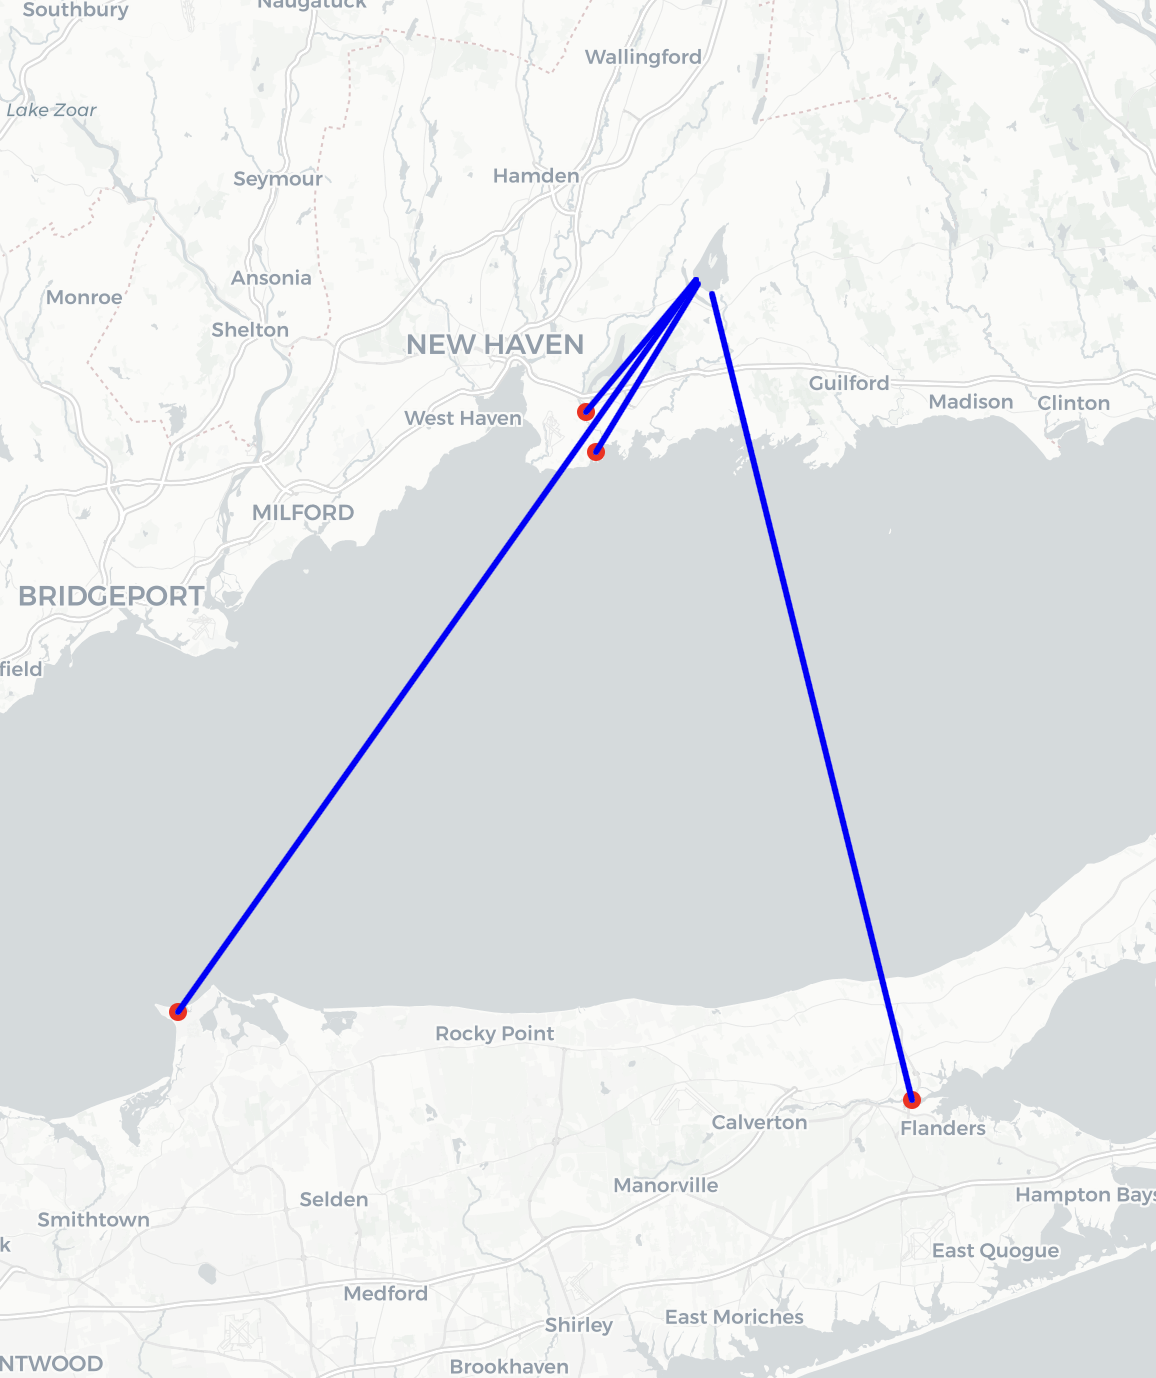 Southbury
Naugatuck
Wallingford
Lake Zoar
Hamden
Seymour
Ansonia
Monroe
Shelton
NEW HAVEN
Guilford
Madison
Clinton
West Haven
MILFORD
BRIDGEPORT
field
Rocky Point
Calverton
Flanders
Manorville
Selden
Hampton Bays
Smithtown
k
East Quogue
Medford
East Moriches
Shirley
NTWOOD
Brookhaven